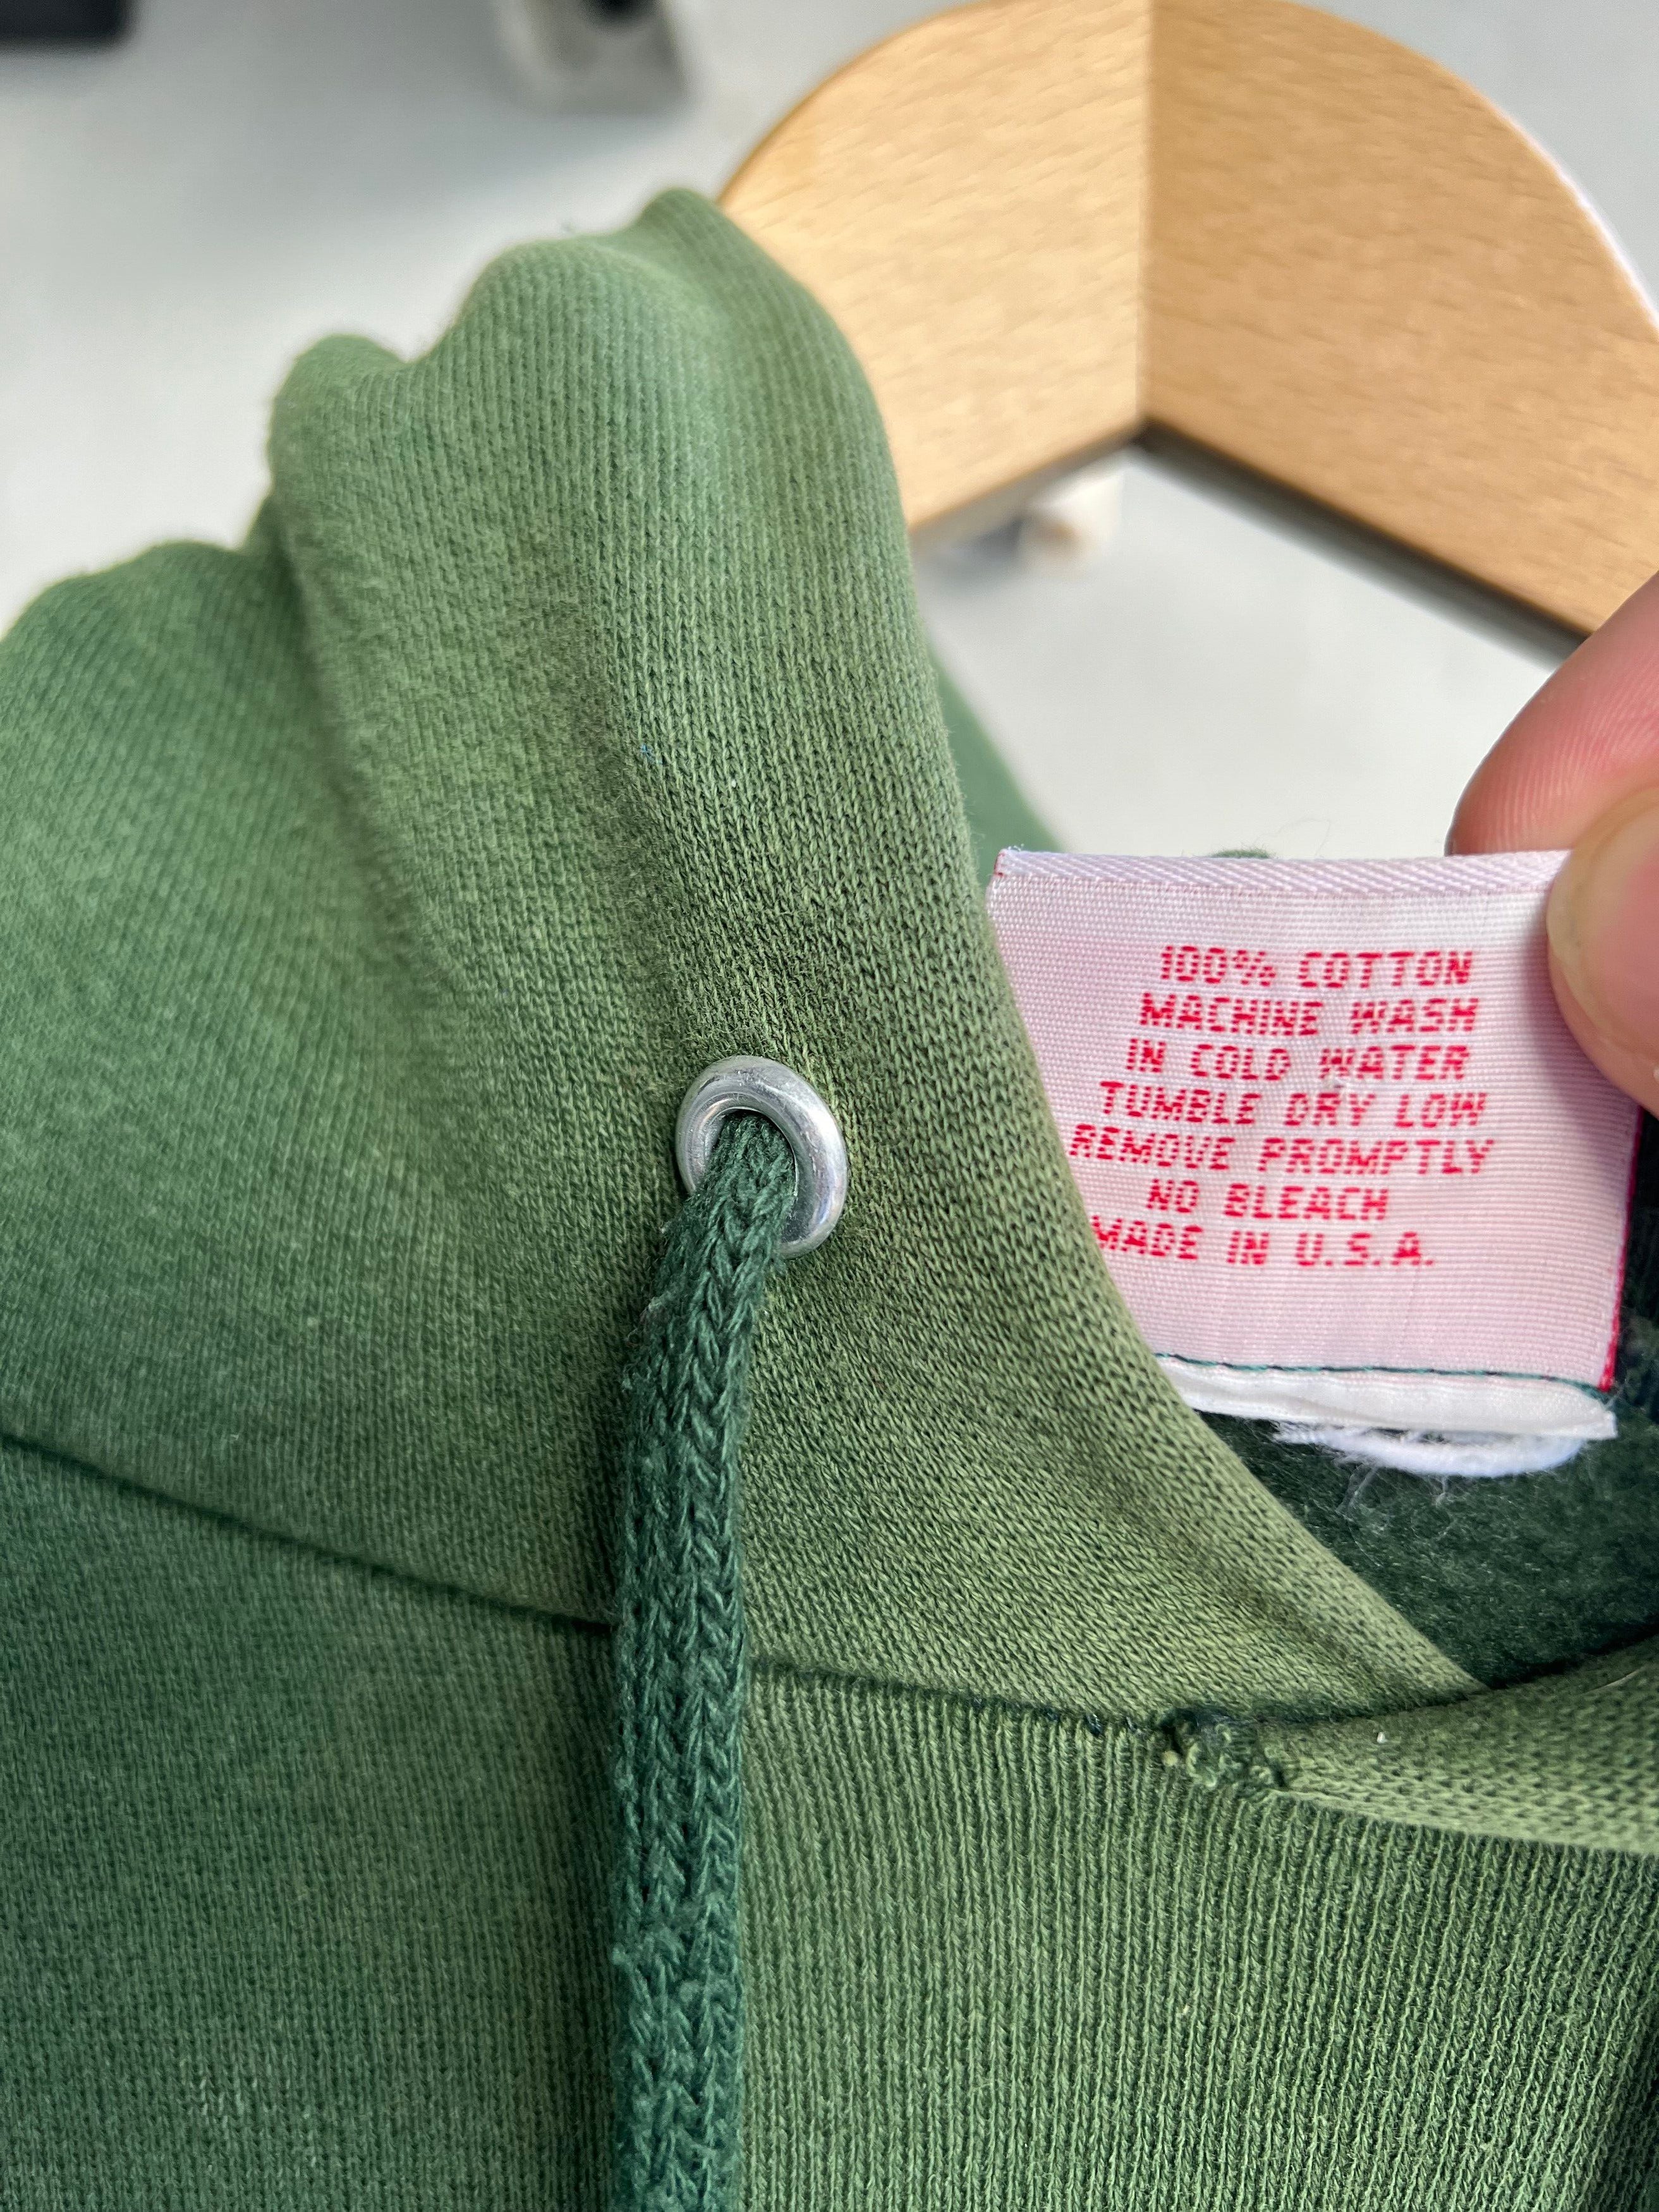 100% COTTON
MACHINE WASH
IN COLD WATER
TUMBLE DRY LOW
REMOVE PROMPTLY
NO BLEACH
MADE IN U.S.A.